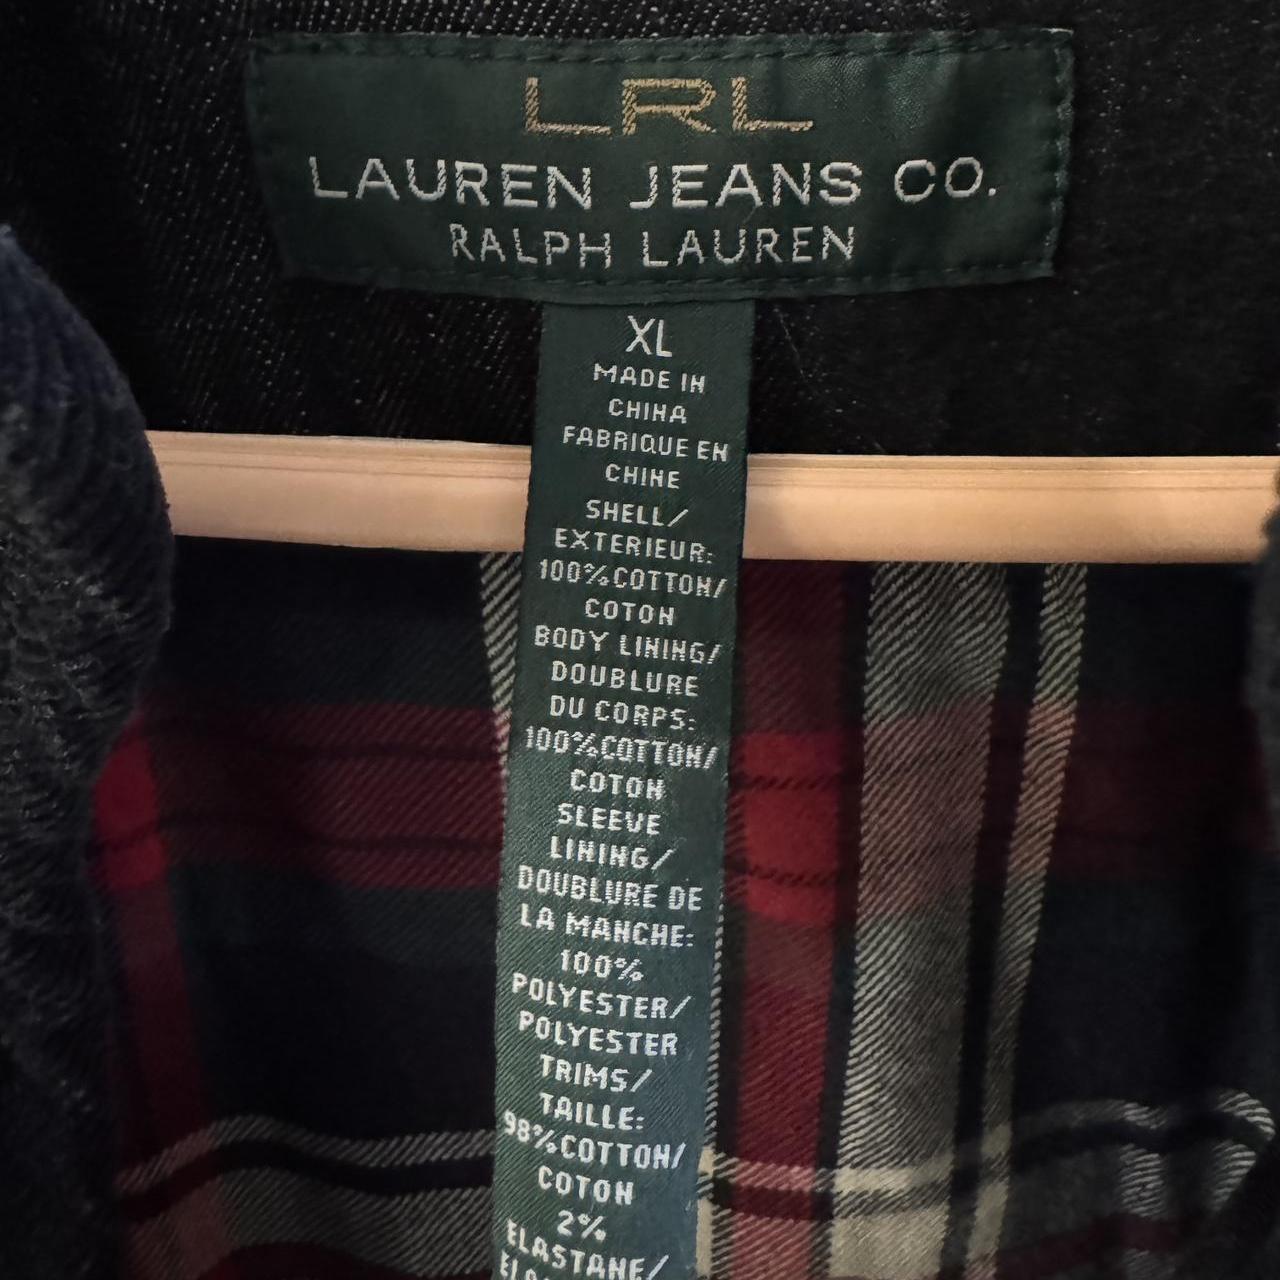 LRL
LAUREN JEANS CO.
RALPH LAUREN
XL
MADE IN
CHINA
FABRIQUE EN
CHINE
SHELL/
EXTERIEUR:
100%COTTON/
COTON
BODY LINING/
DOUBLURE
DU CORPS:
100%COTTON/
COTON
SLEEVE
LINING/
DOUBLURE DE
LA MANCHE:
100%
POLYESTER/
POLYESTER
TRIMS/
TAILLE:
98%COTTON/
COTON
2%
ELASTANE/